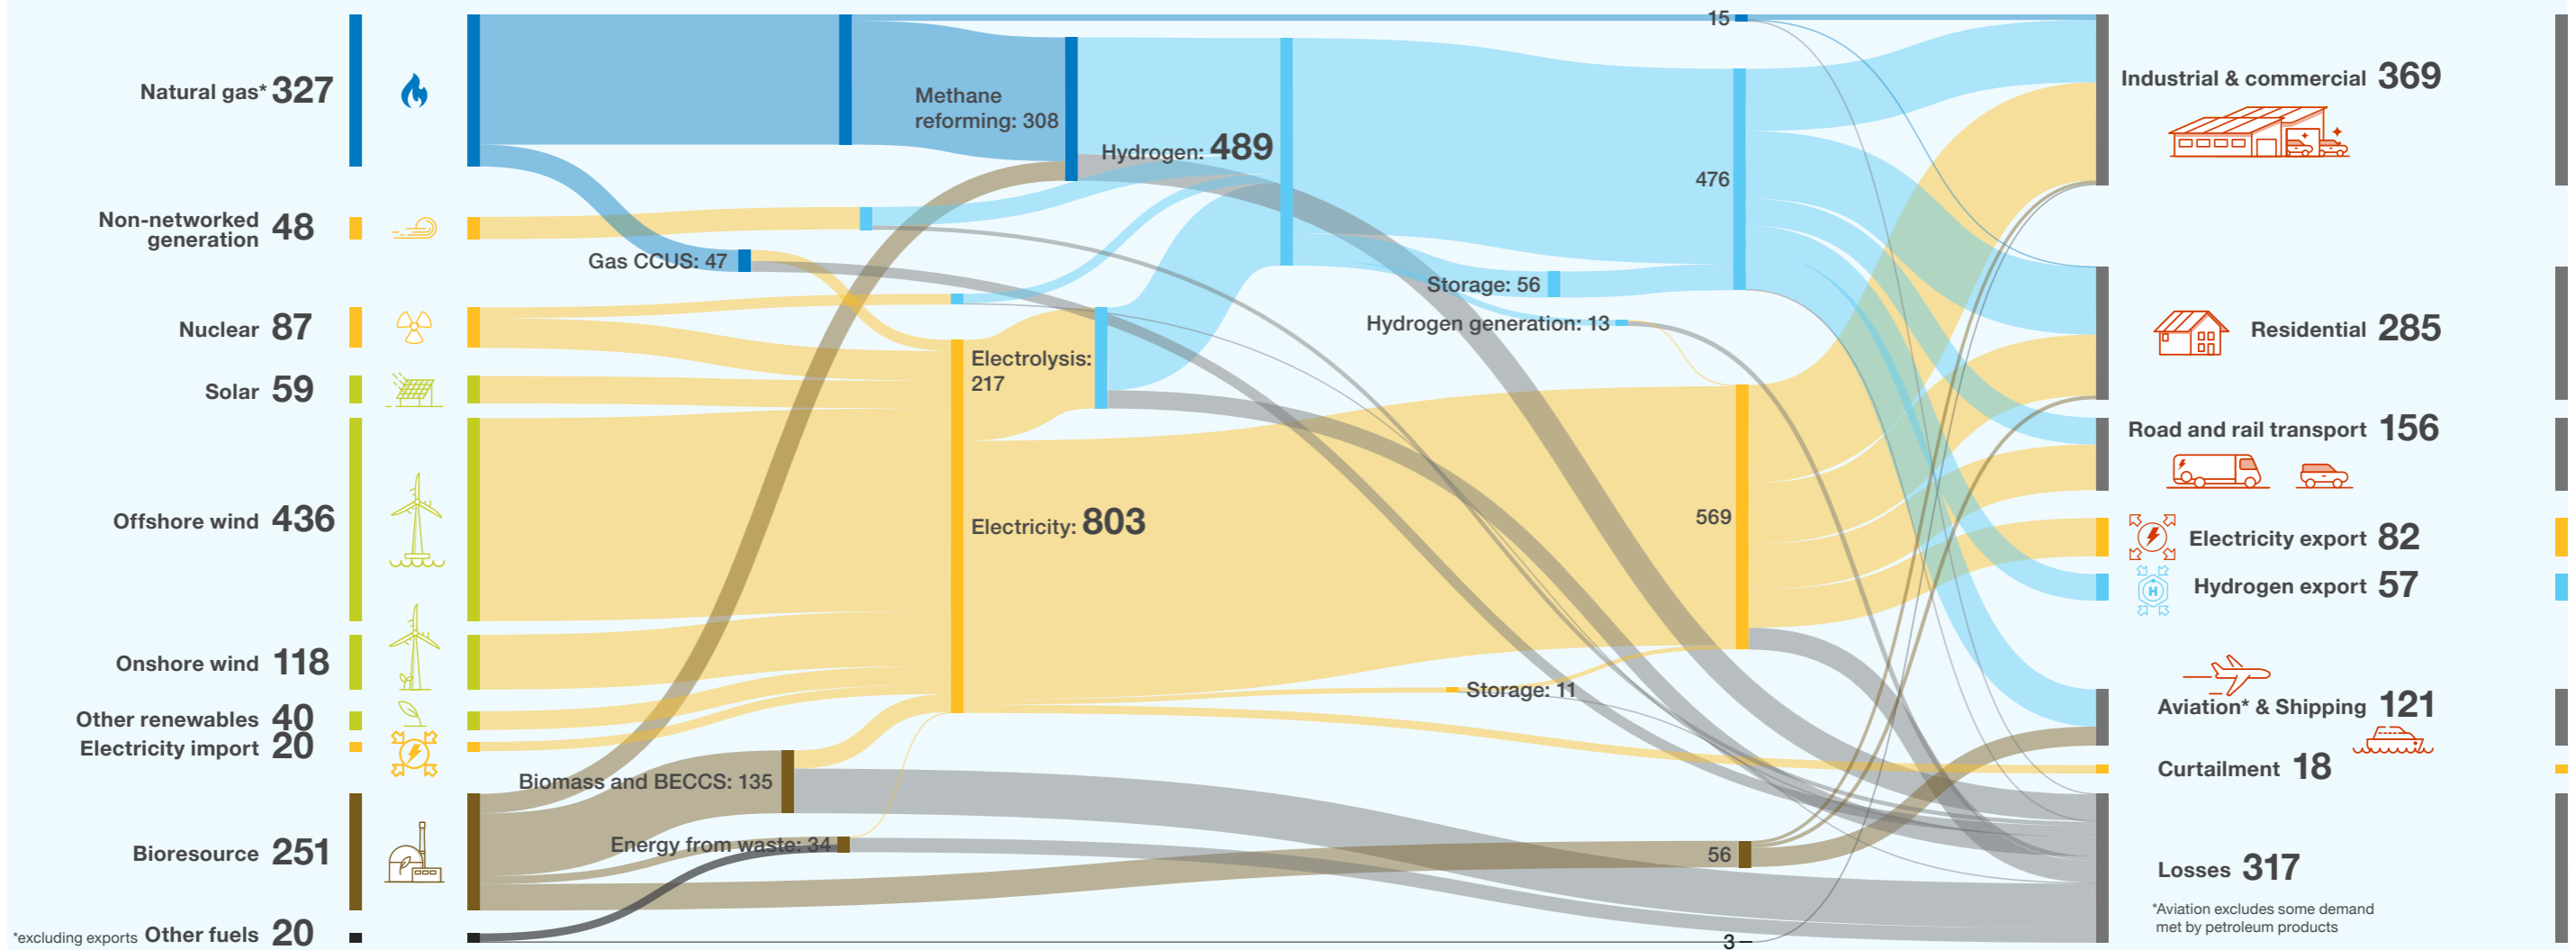 Natural gas* 327
Non-networked
generation 48
Nuclear 87
Solar 59
Offshore wind 436
Onshore wind 118
Other renewables 40
Electricity import 20
Bioresource 251
*excluding exports Other fuels 20
Gas CCUS: 47
Biomass and BECCS: 135
Energy from waste: 34
Methane
reforming: 308
Hydrogen: 489
Electrolysis:
217
Electricity: 803
Storage: 56
Hydrogen generation: 13
Storage: 11
15
476
569
56
3
Industrial & commercial 369
Residential 285
Road and rail transport 156
Electricity export 82
H
Hydrogen export 57
Aviation* & Shipping 121
Curtailment 18
Losses 317
*Aviation excludes some demand
met by petroleum products